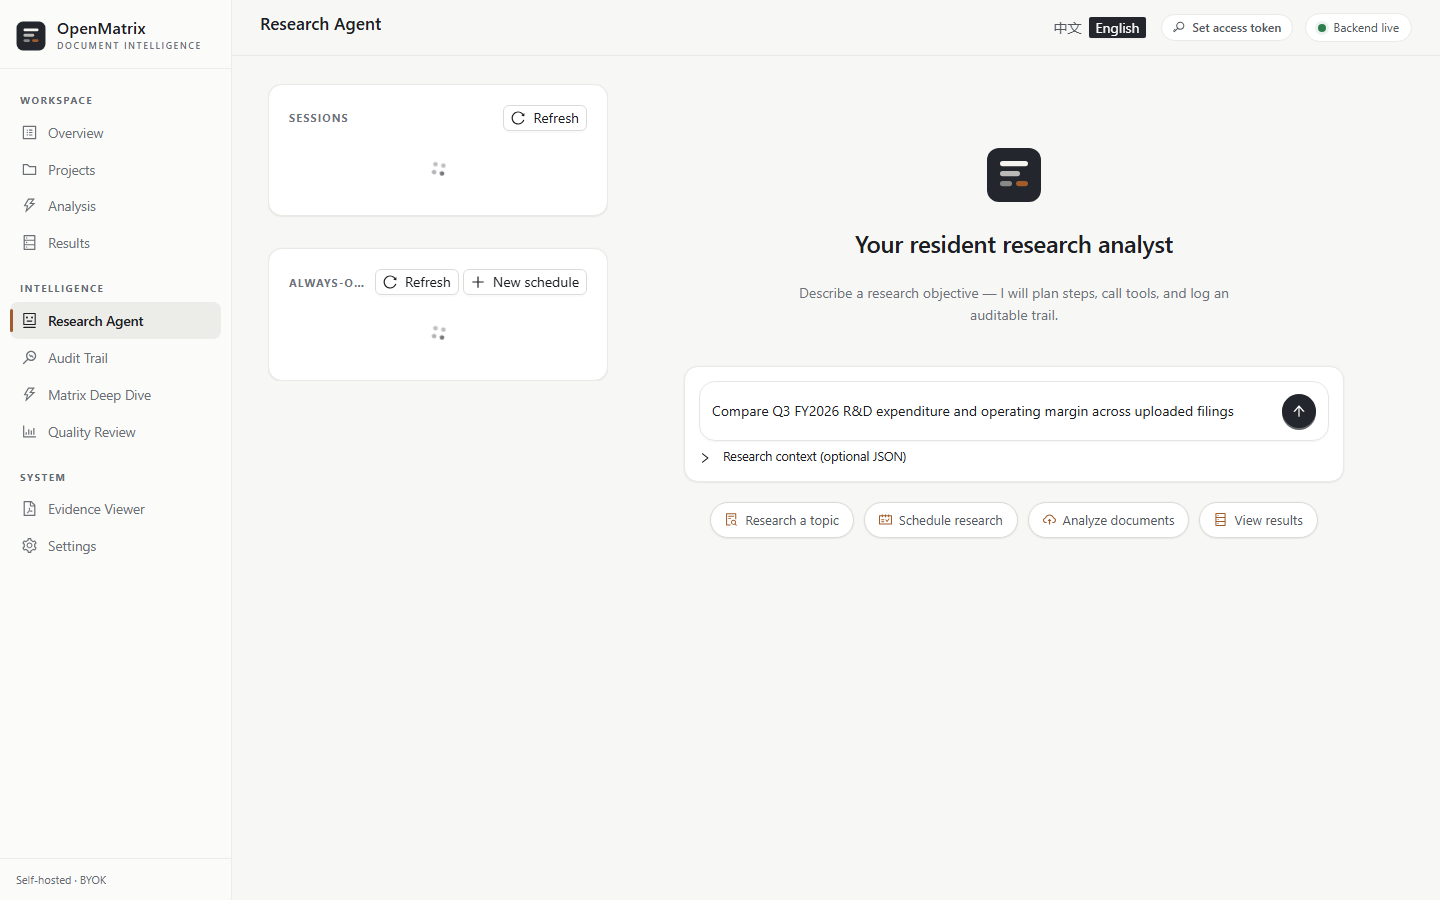 OpenMatrix
DOCUMENT INTELLIGENCE
WORKSPACE
Overview
Projects
Analysis
Results
INTELLIGENCE
Research Agent
Audit Trail
Matrix Deep Dive
Quality Review
SYSTEM
Evidence Viewer
Settings
Self-hosted · BYOK
Research Agent
中文 English
Set access token
Backend live
SESSIONS
Refresh
ALWAYS-O...
Refresh
New schedule
Your resident research analyst
Describe a research objective — I will plan steps, call tools, and log an
auditable trail.
Compare Q3 FY2026 R&D expenditure and operating margin across uploaded filings
Research context (optional JSON)
Research a topic
Schedule research
Analyze documents
View results